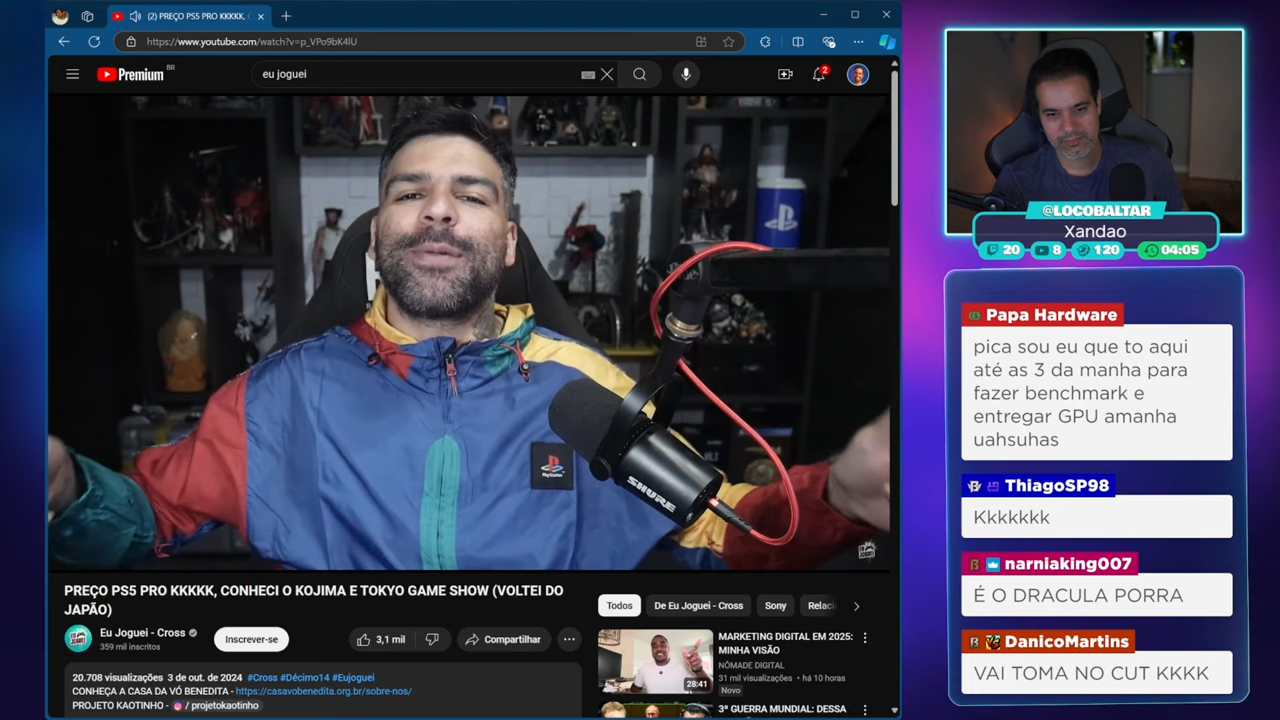 (2) PREÇO PS5 PRO KKKKK, C
https://www.youtube.com/watch?v=p_VPo9bK4lU
Premium BR
eu joguei
2
PlayStation
SHURE
PREÇO PS5 PRO KKKKK, CONHECI O KOJIMA E TOKYO GAME SHOW (VOLTEI DO
JAPÃO)
Eu Joguei - Cross
359 mil inscritos
Inscrever-se
3,1 mil
Compartilhar
20.708 visualizações 3 de out. de 2024 #Cross #Décimo14 #Eujoguei
CONHEÇA A CASA DA VÓ BENEDITA - https://casavobenedita.org.br/sobre-nos/
PROJETO KAOTINHO - / projetokaotinho
Todos
De Eu Joguei - Cross
Sony
Relaci
28:41
MARKETING DIGITAL EM 2025:
MINHA VISÃO
NÔMADE DIGITAL
31 mil visualizações • há 10 horas
Novo
3ª GUERRA MUNDIAL: DESSA
@LOCOBALTAR
Xandao
20
8
120
04:05
Papa Hardware
pica sou eu que to aqui
até as 3 da manha para
fazer benchmark e
entregar GPU amanha
uahsuhas
ThiagoSP98
Kkkkkkk
narniaking007
É O DRACULA PORRA
DanicoMartins
VAI TOMA NO CUT KKKK